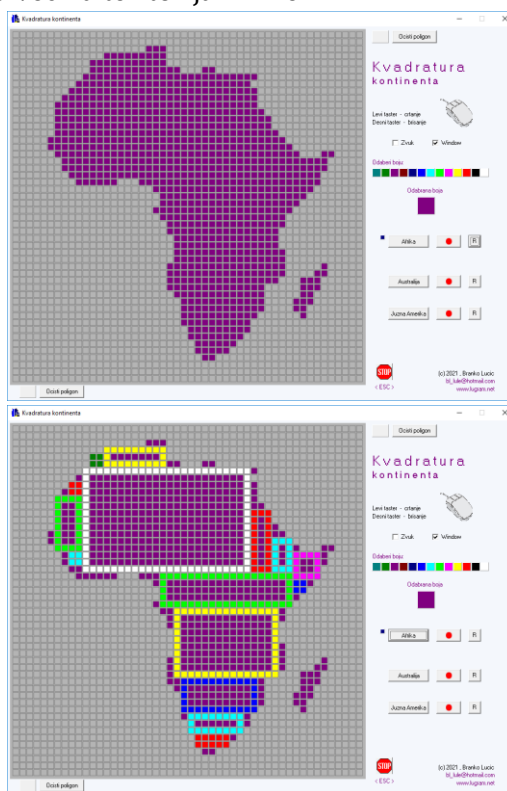 Kvadratura kontinenta
Ocisti poligon
Kvadratura
kontinenta
Levi taster - crtanje
Desni taster - brisanje
Zvuk
Window
Odaberi boju
Odabrana boja
Afrika
R
Australija
R
Juzna Amerika
R
STOP
(c) 2021 , Branko Lucic
bl_lule@hotmail.com
www.lugram.net
< ESC >
Ocisti poligon
Kvadratura kontinenta
Ocisti poligon
Kvadratura
kontinenta
Levi taster - crtanje
Desni taster - brisanje
Zvuk
Window
Odaberi boju
Odabrana boja
Afrika
R
Australija
R
Juzna Amerika
R
STOP
(c) 2021 , Branko Lucic
bl_lule@hotmail.com
www.lugram.net
< ESC >
Ocisti poligon